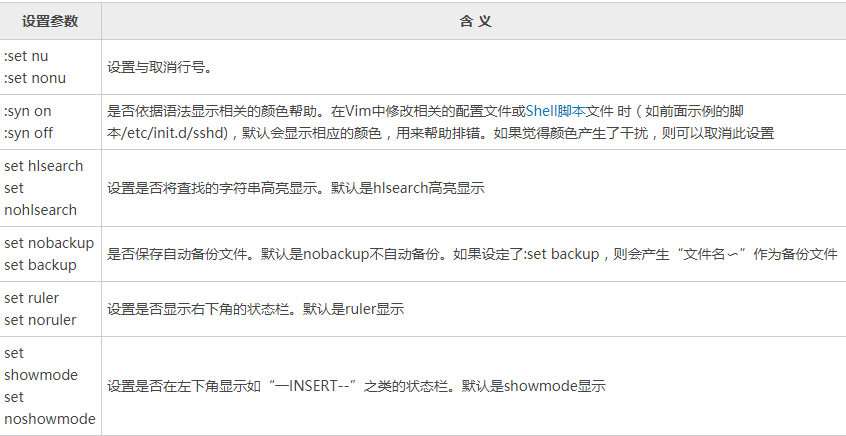 设置参数 含 义
:set nu
:set nonu
设置与取消行号。
:syn on
:syn off
是否依据语法显示相关的颜色帮助。在Vim中修改相关的配置文件或Shell脚本文件 时（如前面示例的脚
本/etc/init.d/sshd)，默认会显示相应的颜色，用来帮助排错。如果觉得颜色产生了干扰，则可以取消此设置
set hlsearch
set
nohlsearch
设置是否将查找的字符串高亮显示。默认是hlsearch高亮显示
set nobackup
set backup
是否保存自动备份文件。默认是nobackup不自动备份。如果设定了:set backup，则会产生“文件名∽”作为备份文件
set ruler
set noruler
设置是否显示右下角的状态栏。默认是ruler显示
set
showmode
set
noshowmode
设置是否在左下角显示如“一INSERT--”之类的状态栏。默认是showmode显示